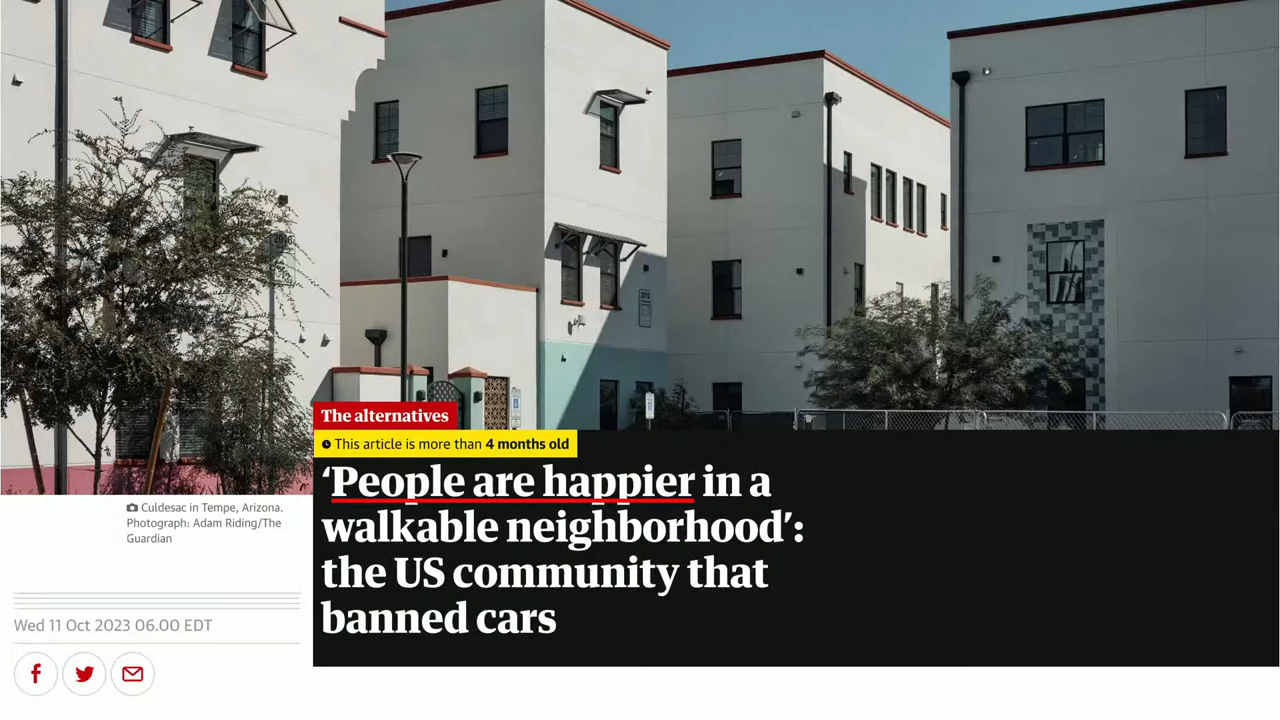 The alternatives
This article is more than 4 months old
‘People are happier in a
walkable neighborhood’:
the US community that
banned cars
Culdesac in Tempe, Arizona.
Photograph: Adam Riding/The
Guardian
Wed 11 Oct 2023 06.00 EDT